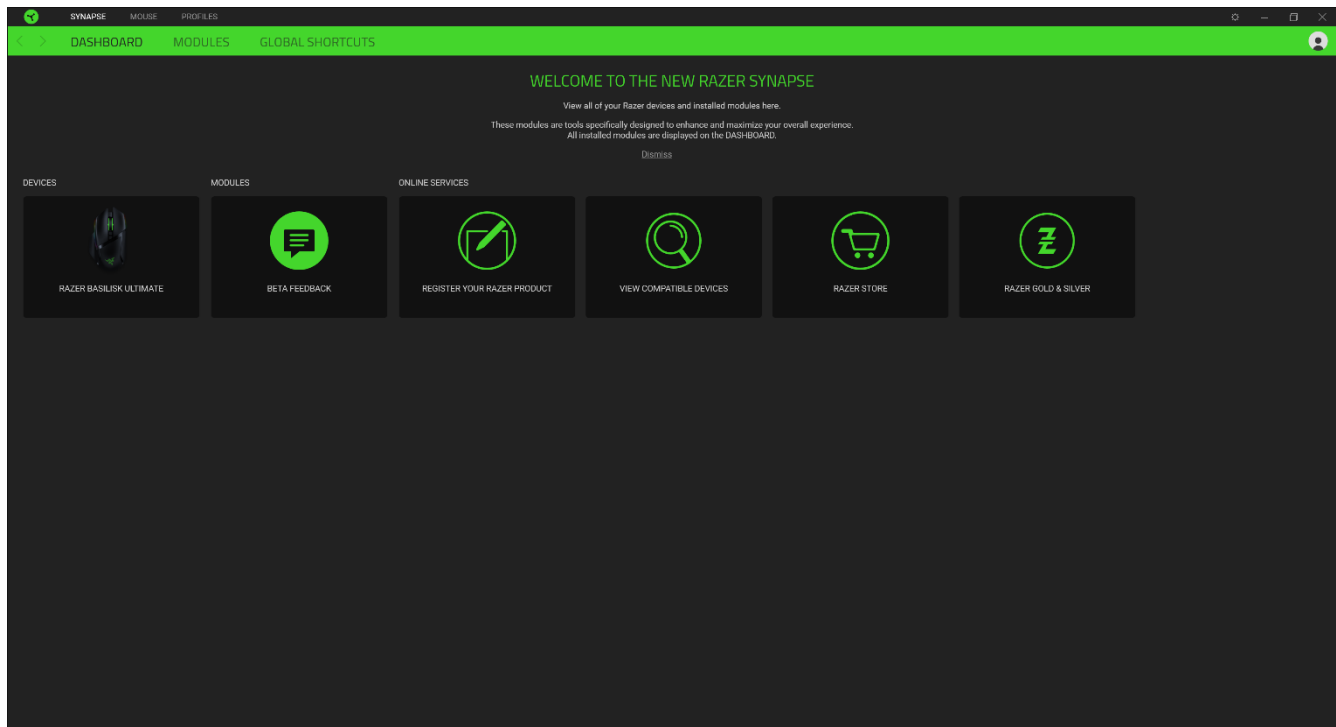 SYNAPSE MOUSE PROFILES
DASHBOARD MODULES GLOBAL SHORTCUTS
WELCOME TO THE NEW RAZER SYNAPSE
View all of your Razer devices and installed modules here.
These modules are tools specifically designed to enhance and maximize your overall experience.
All installed modules are displayed on the DASHBOARD.
Dismiss
DEVICES MODULES ONLINE SERVICES
RAZER BASILISK ULTIMATE BETA FEEDBACK REGISTER YOUR RAZER PRODUCT VIEW COMPATIBLE DEVICES RAZER STORE RAZER GOLD & SILVER